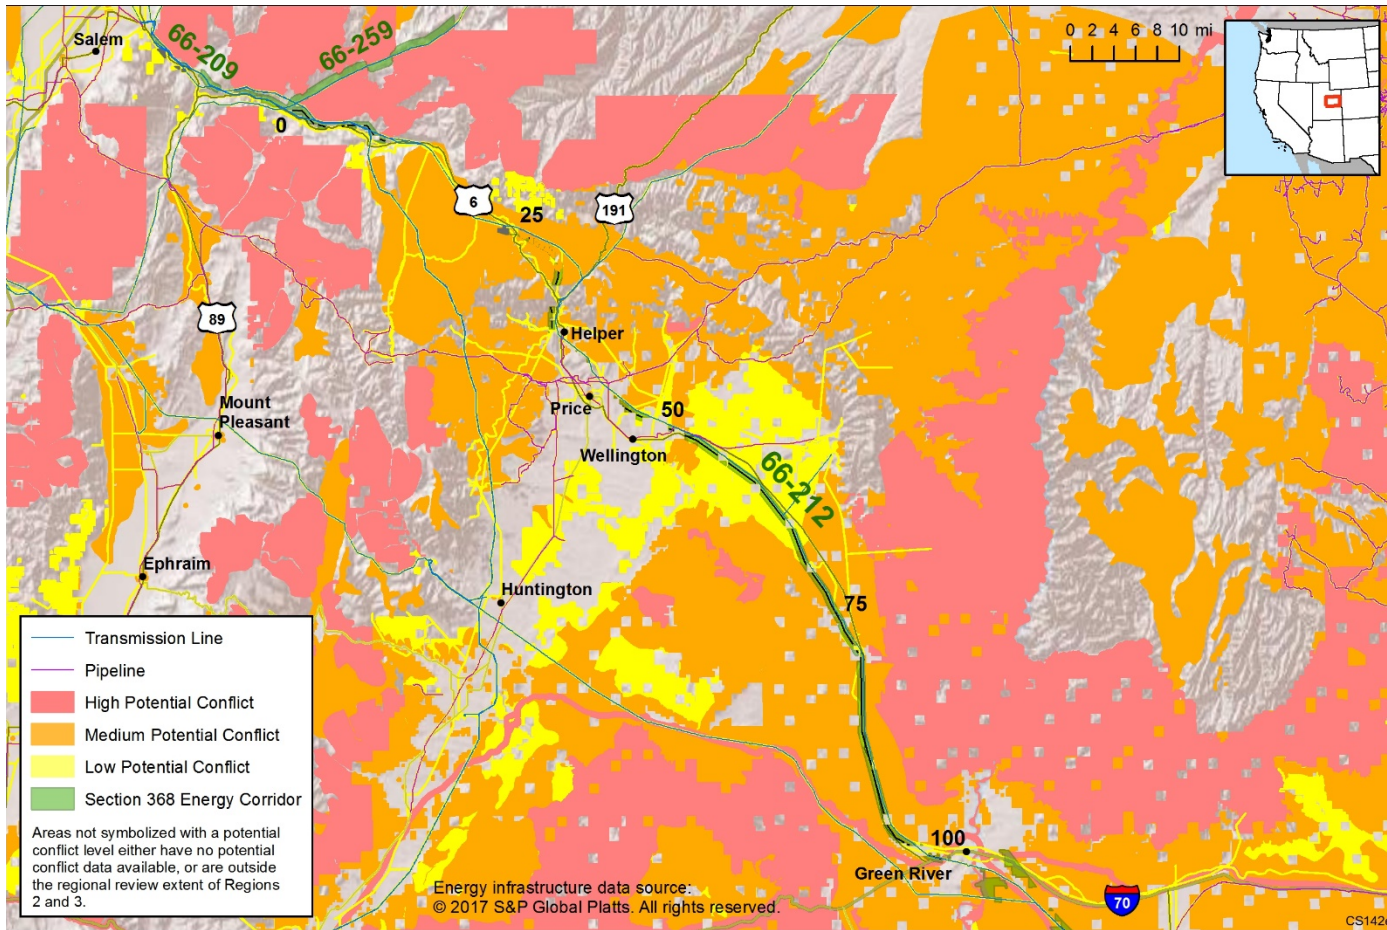 Salem
66-209
66-259
0 2 4 6 8 10 mi
0
6
25
191
89
Helper
Mount
Pleasant
Price
50
Wellington
66-212
Ephraim
Huntington
75
Transmission Line
Pipeline
High Potential Conflict
Medium Potential Conflict
Low Potential Conflict
Section 368 Energy Corridor
Areas not symbolized with a potential
conflict level either have no potential
conflict data available, or are outside
the regional review extent of Regions
2 and 3.
100
Green River
Energy infrastructure data source:
© 2017 S&P Global Platts. All rights reserved.
70